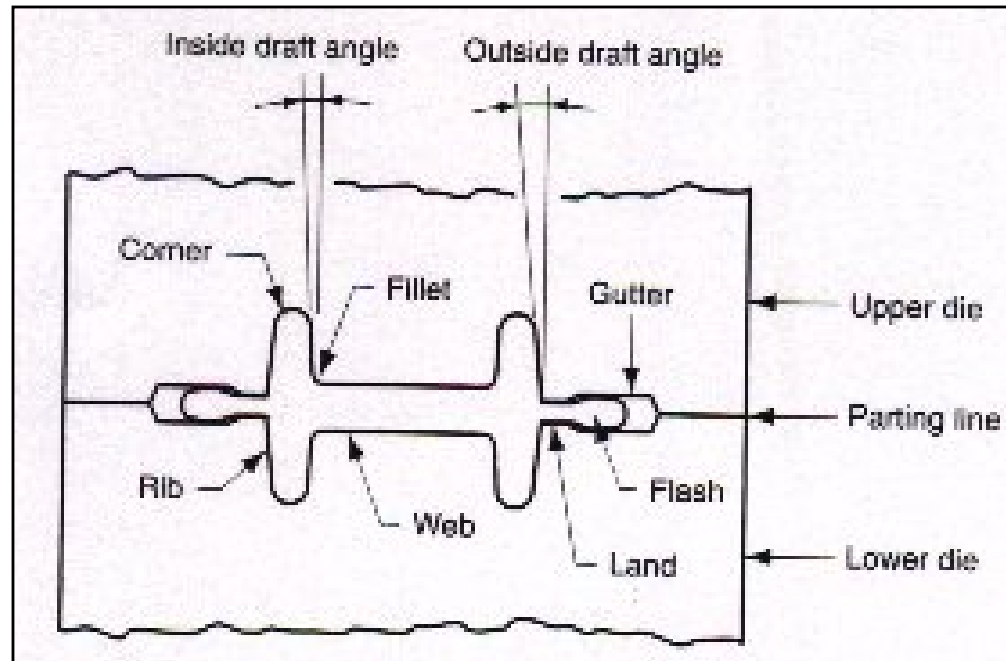 Inside draft angle
Outside draft angle
Corner
Fillet
Gutter
Upper die
Parting line
Rib
Flash
Web
Land
Lower die